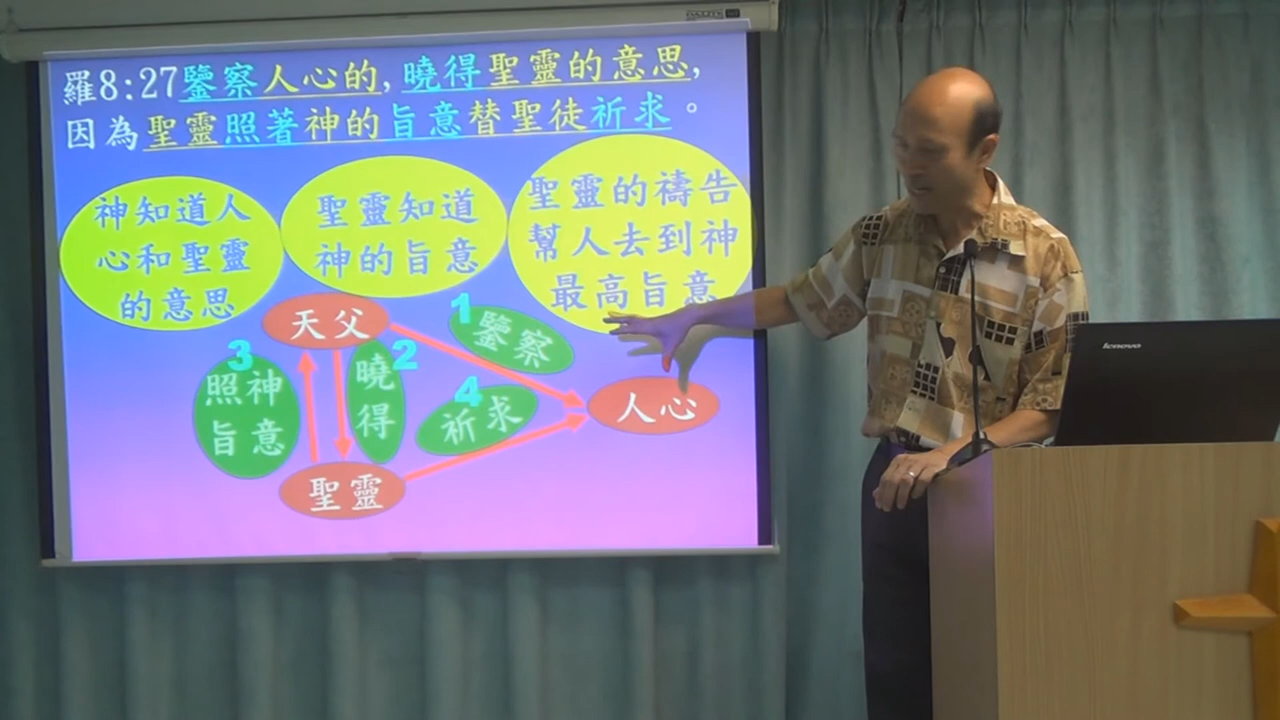 羅8:27鑒察人心的,曉得聖靈的意思,
因為聖靈照著神的旨意替聖徒祈求。
神知道人
心和聖靈
的意思
聖靈知道
神的旨意
聖靈的禱告
幫人去到神
最高旨意
天父
1
鑒察
3
照神
旨意
2
曉
得
4
祈求
人心
聖靈
lenovo